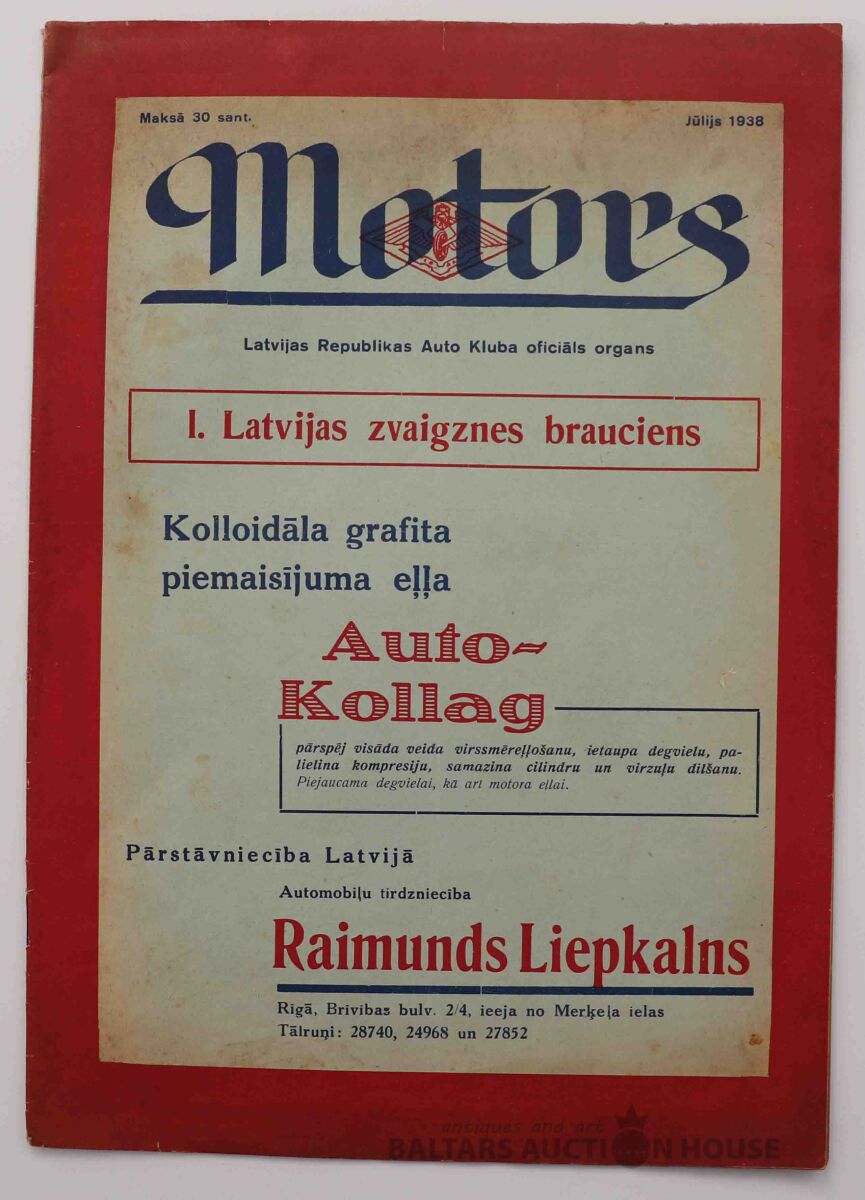 Maksā 30 sant.
Jūlijs 1938
Motors
Latvijas Republikas Auto Kluba oficiāls organs
I. Latvijas zvaigznes brauciens
Kolloidāla grafita
piemaisījuma eļļa
Auto-
Kollag
pārspēj visāda veida virssmēreļļošanu, ietaupa degvielu, pa-
lielina kompresiju, samazina cilindru un virzuļu dilšanu.
Piejaucama degvielai, kā arī motora eļlai.
Pārstāvniecība Latvijā
Automobiļu tirdzniecība
Raimunds Liepkalns
Rīgā, Brīvības bulv. 2/4, ieeja no Merķeļa ielas
Tālruņi: 28740, 24968 un 27852
antiques and art
BALTARS AUCTION HOUSE